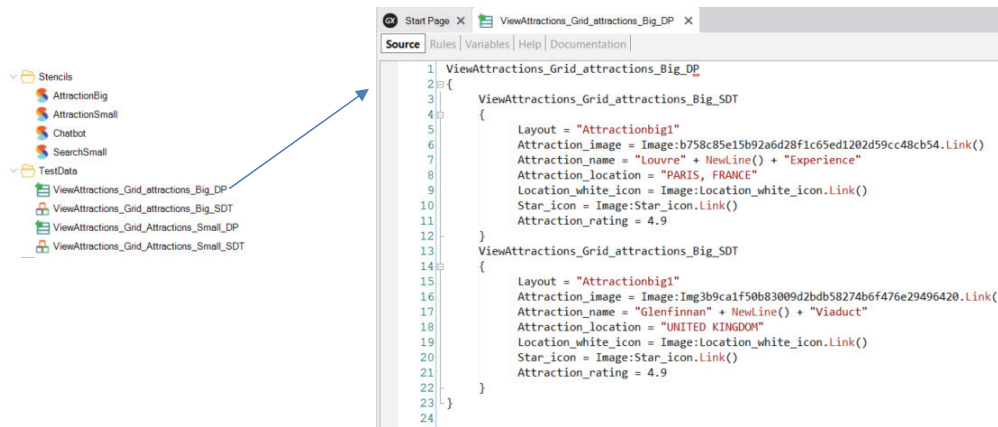 Stencils
AttractionBig
AttractionSmall
Chatbot
SearchSmall
TestData
ViewAttractions_Grid_attractions_Big_DP
ViewAttractions_Grid_attractions_Big_SDT
ViewAttractions_Grid_Attractions_Small_DP
ViewAttractions_Grid_Attractions_Small_SDT
GX Start Page X ViewAttractions_Grid_attractions_Big_DP X
Source Rules Variables Help Documentation
1 ViewAttractions_Grid_attractions_Big_DP
2 {
3 ViewAttractions_Grid_attractions_Big_SDT
4 {
5 Layout = "Attractionbig1"
6 Attraction_image = Image:b758c85e15b92a6d28f1c65ed1202d59cc48cb54.Link()
7 Attraction_name = "Louvre" + NewLine() + "Experience"
8 Attraction_location = "PARIS, FRANCE"
9 Location_white_icon = Image:Location_white_icon.Link()
10 Star_icon = Image:Star_icon.Link()
11 Attraction_rating = 4.9
12 }
13 ViewAttractions_Grid_attractions_Big_SDT
14 {
15 Layout = "Attractionbig1"
16 Attraction_image = Image:Img3b9ca1f50b83009d2bdb58274b6f476e29496420.Link(
17 Attraction_name = "Glenfinnan" + NewLine() + "Viaduct"
18 Attraction_location = "UNITED KINGDOM"
19 Location_white_icon = Image:Location_white_icon.Link()
20 Star_icon = Image:Star_icon.Link()
21 Attraction_rating = 4.9
22 }
23 }
24